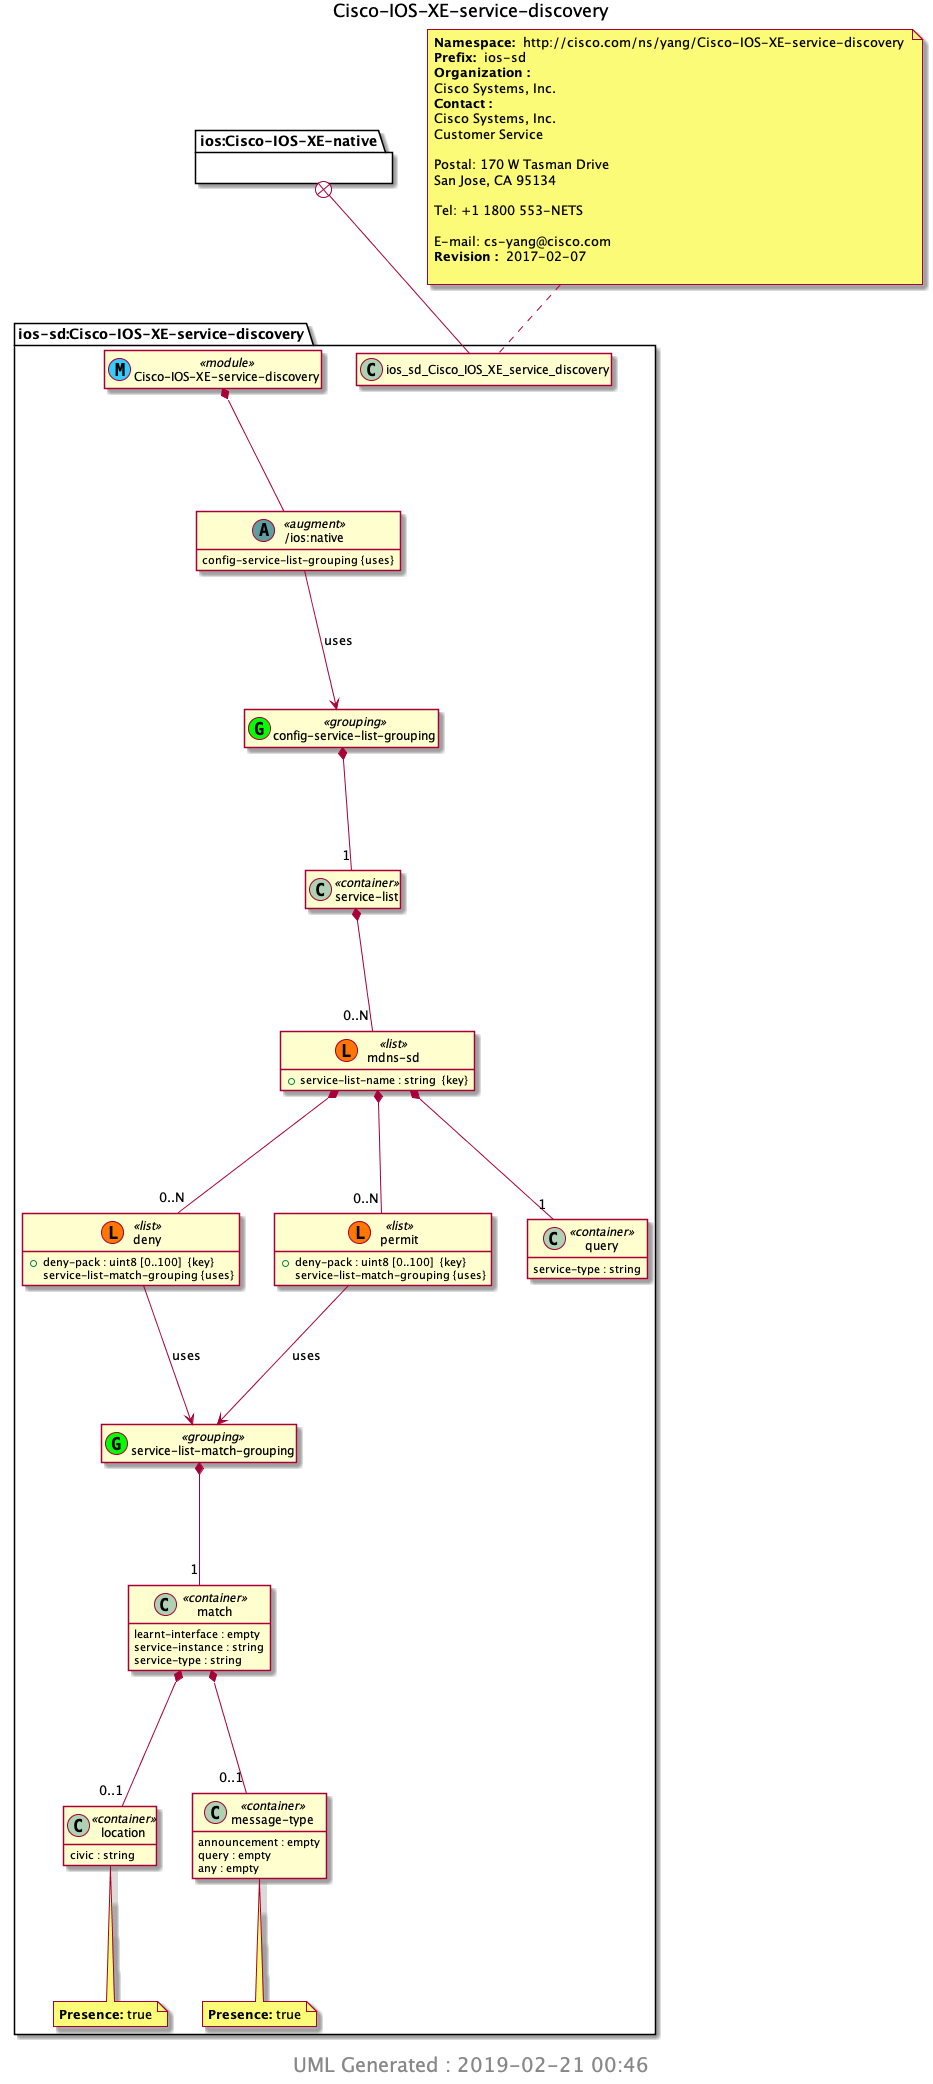 Cisco-IOS-XE-service-discovery
Namespace: http://cisco.com/ns/yang/Cisco-IOS-XE-service-discovery
Prefix: ios-sd
Organization :
Cisco Systems, Inc.
Contact :
Cisco Systems, Inc.
Customer Service
Postal: 170 W Tasman Drive
San Jose, CA 95134
Tel: +1 1800 553-NETS
E-mail: cs-yang@cisco.com
Revision : 2017-02-07
ios:Cisco-IOS-XE-native
ios-sd:Cisco-IOS-XE-service-discovery
M
«module»
Cisco-IOS-XE-service-discovery
C ios_sd_Cisco_IOS_XE_service_discovery
A
«augment»
/ios:native
config-service-list-grouping {uses}
uses
G
«grouping»
config-service-list-grouping
1
C
«container»
service-list
0..N
L
«list»
mdns-sd
service-list-name : string {key}
0..N
0..N
1
L
«list»
deny
deny-pack : uint8 [0..100] {key}
service-list-match-grouping {uses}
L
«list»
permit
deny-pack : uint8 [0..100] {key}
service-list-match-grouping {uses}
C
«container»
query
service-type : string
uses
uses
G
«grouping»
service-list-match-grouping
1
C
«container»
match
learnt-interface : empty
service-instance : string
service-type : string
0..1
0..1
C
«container»
location
civic : string
C
«container»
message-type
announcement : empty
query : empty
any : empty
Presence: true
Presence: true
UML Generated : 2019-02-21 00:46